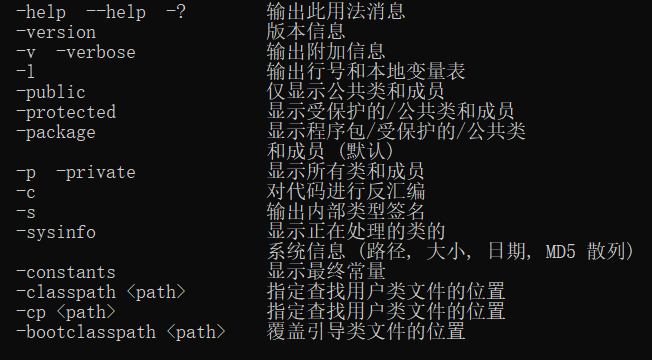 -help  --help  -?        输出此用法消息
-version                 版本信息
-v  -verbose             输出附加信息
-l                       输出行号和本地变量表
-public                  仅显示公共类和成员
-protected               显示受保护的/公共类和成员
-package                 显示程序包/受保护的/公共类
                         和成员 (默认)
-p  -private             显示所有类和成员
-c                       对代码进行反汇编
-s                       输出内部类型签名
-sysinfo                 显示正在处理的类的
                         系统信息 (路径, 大小, 日期, MD5 散列)
-constants               显示最终常量
-classpath <path>        指定查找用户类文件的位置
-cp <path>               指定查找用户类文件的位置
-bootclasspath <path>    覆盖引导类文件的位置